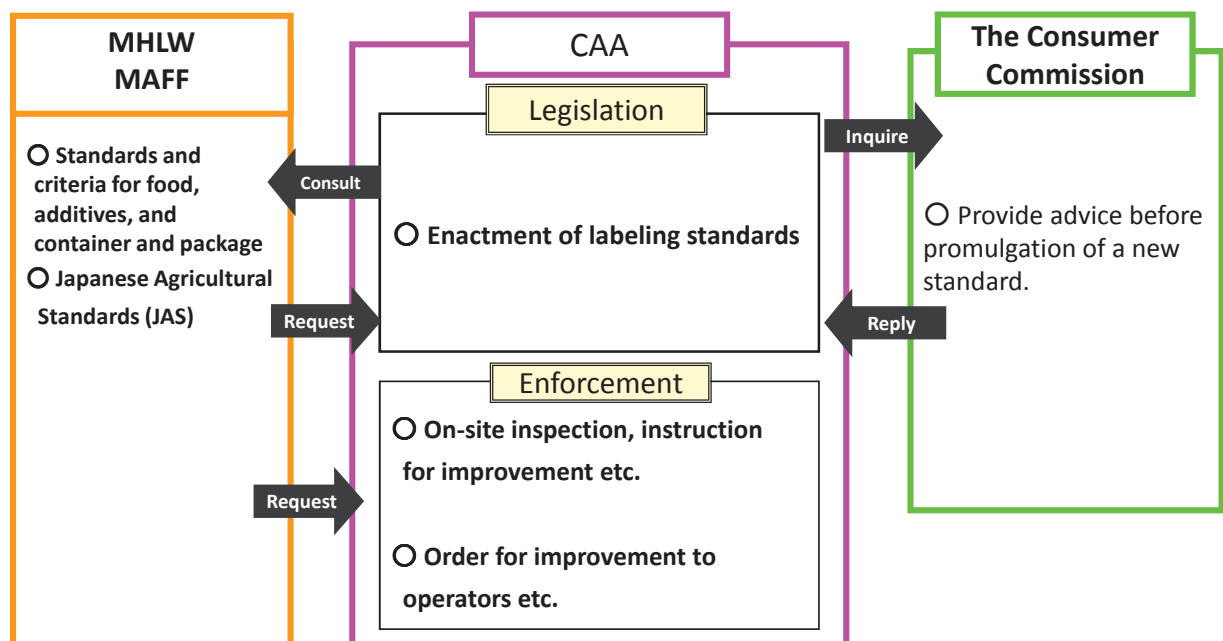 MHLW
MAFF
○ Standards and
criteria for food,
additives, and
container and package
○ Japanese Agricultural
Standards (JAS)
Consult
Request
Request
CAA
Legislation
○ Enactment of labeling standards
Enforcement
○ On-site inspection, instruction
for improvement etc.
○ Order for improvement to
operators etc.
Inquire
Reply
The Consumer
Commission
○ Provide advice before
promulgation of a new
standard.